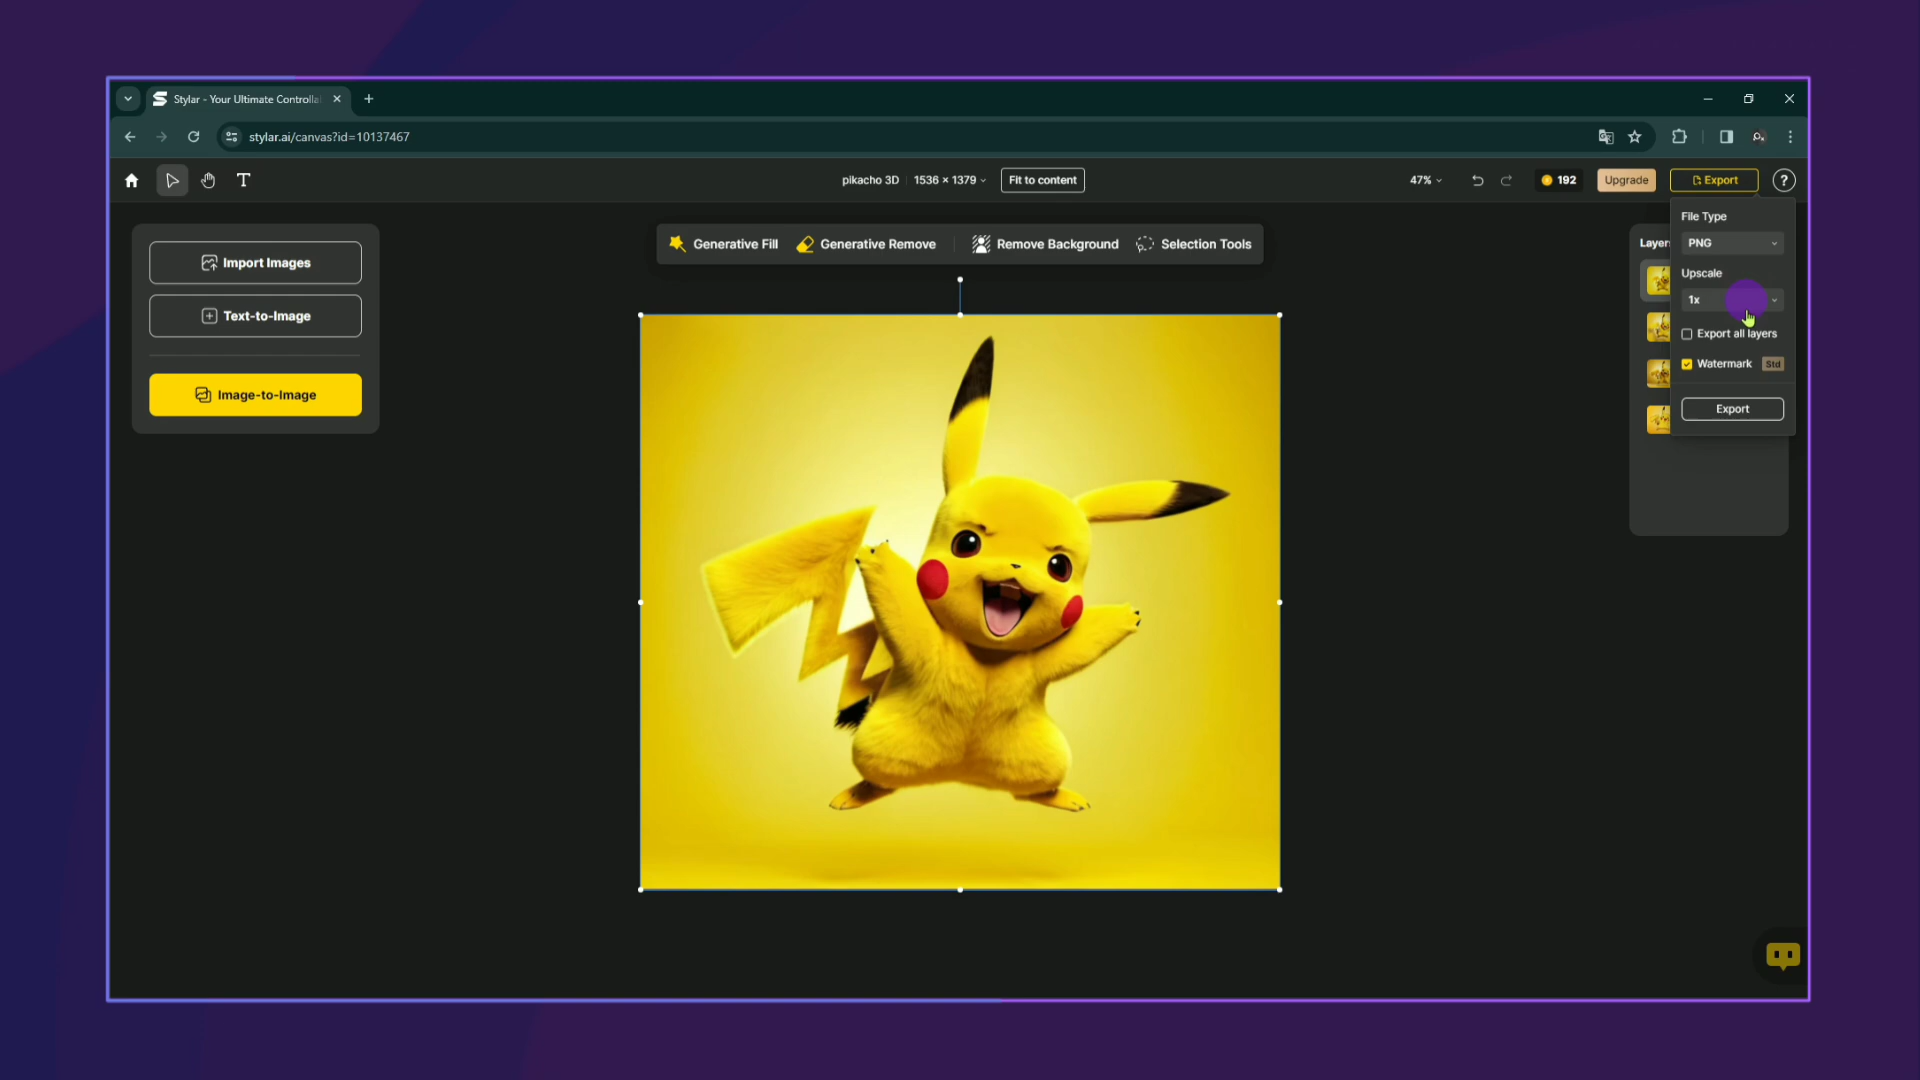 Stylar - Your Ultimate Controlla
stylar.ai/canvas?id=10137467
pikacho 3D 1536 × 1379 Fit to content 47% 192 Upgrade Export ?
File Type
PNG
Upscale
1x
Export all layers
Watermark Std
Export
Layer
Import Images
Text-to-Image
Image-to-Image
Generative Fill Generative Remove Remove Background Selection Tools